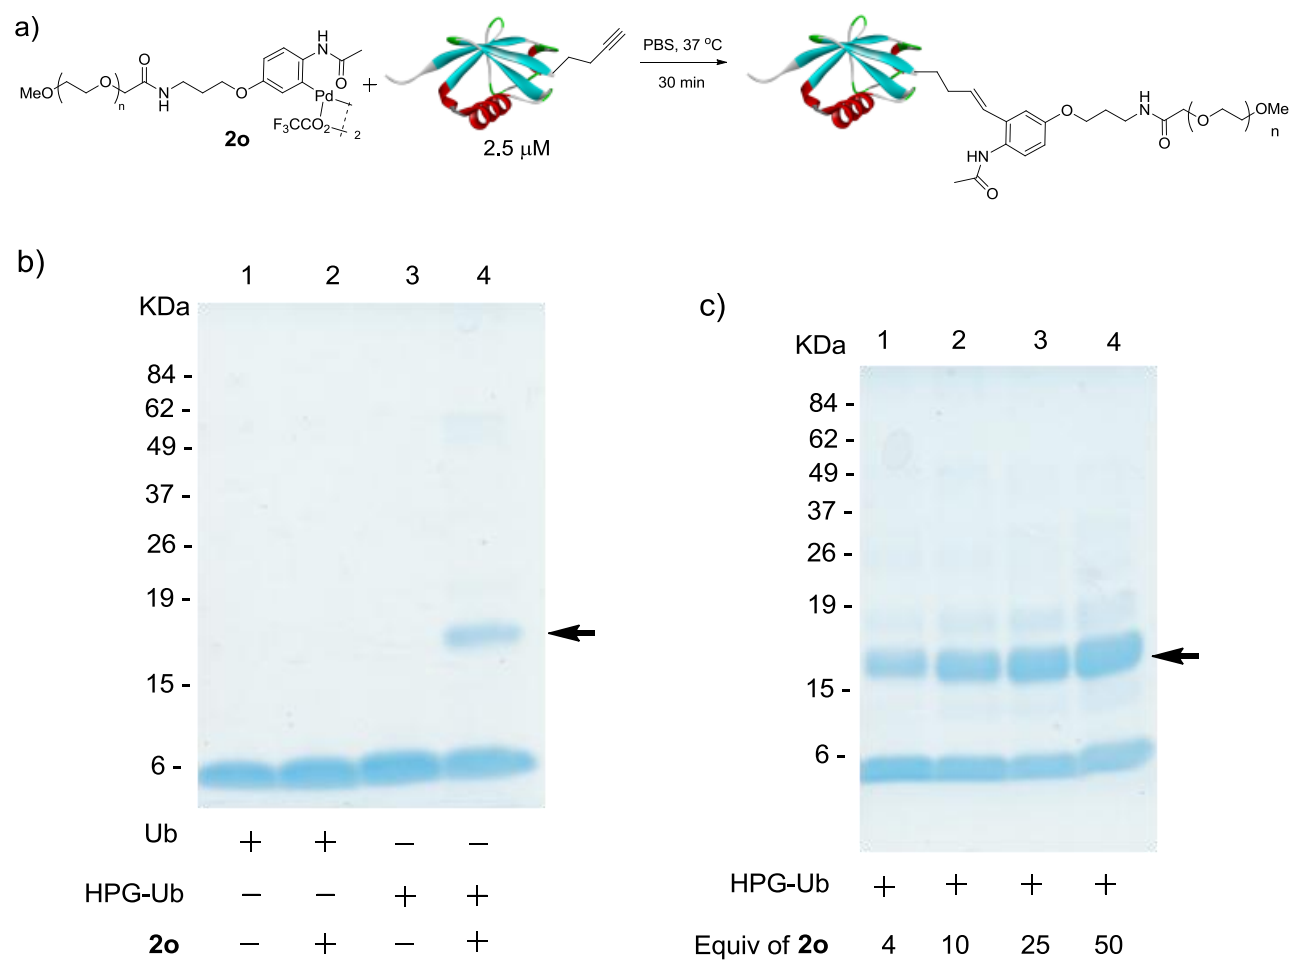 a)
MeO O O n O N H O HN O Pd F3CCO2 2
2o
+
2.5 µM
PBS, 37 °C
30 min
HN O O H N O O OMe n
b)
1 2 3 4
KDa
84 -
62 -
49 -
37 -
26 -
19 -
15 -
6 -
Ub + + – –
HPG-Ub – – + +
2o – + – +
c)
1 2 3 4
KDa
84 -
62 -
49 -
37 -
26 -
19 -
15 -
6 -
HPG-Ub + + + +
Equiv of 2o 4 10 25 50